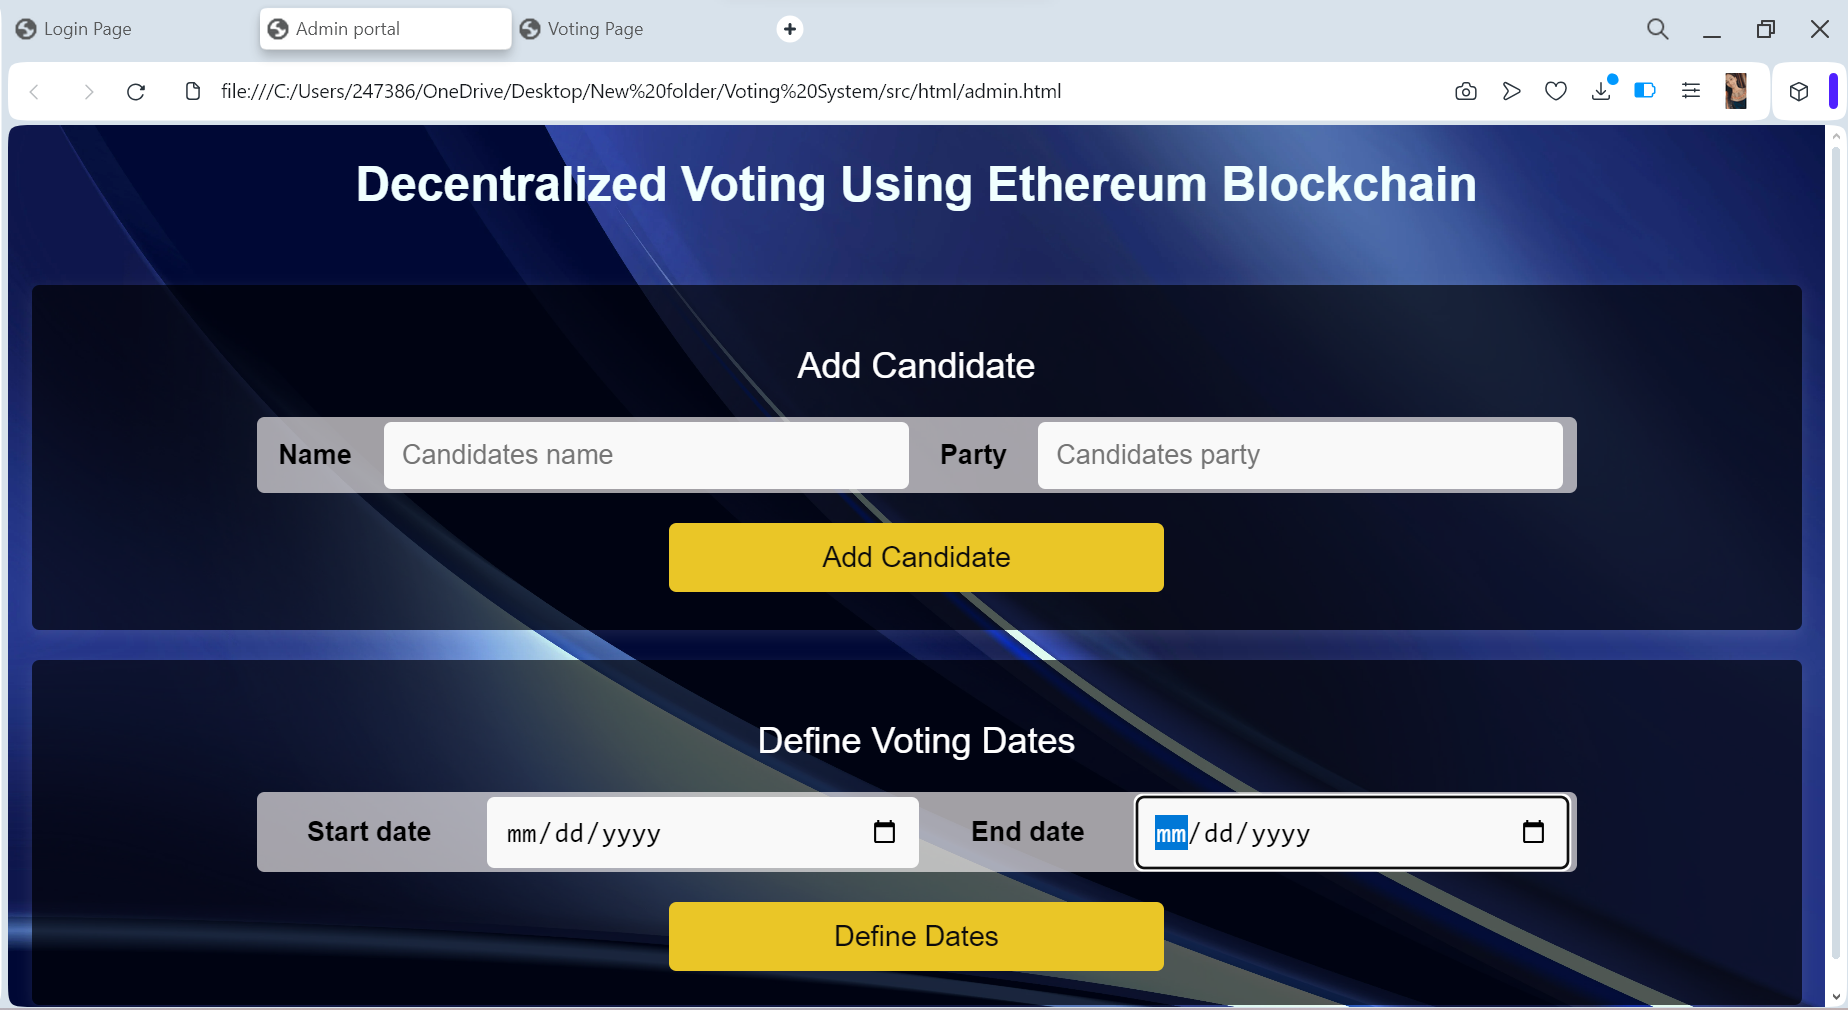 Login Page
Admin portal
Voting Page
file:///C:/Users/247386/OneDrive/Desktop/New%20folder/Voting%20System/src/html/admin.html
Decentralized Voting Using Ethereum Blockchain
Add Candidate
Name Candidates name Party Candidates party
Add Candidate
Define Voting Dates
Start date mm/dd/yyyy End date mm/dd/yyyy
Define Dates